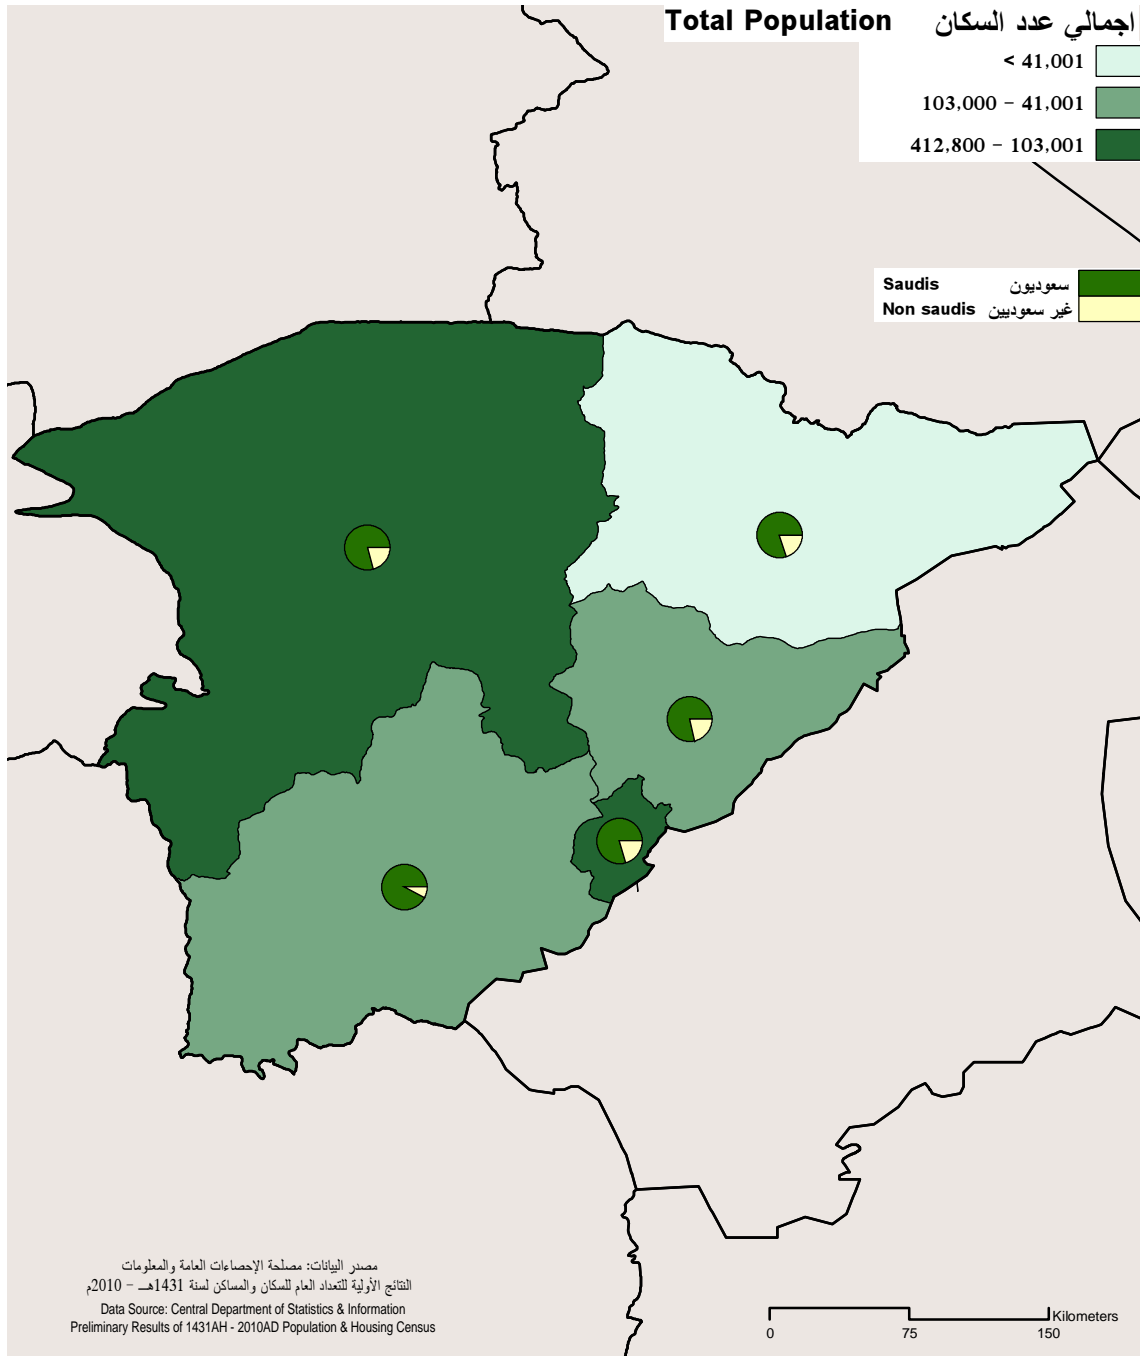 Total Population اجمالي عدد السكان
< 41,001
103,000 - 41,001
412,800 - 103,001
Saudis سعوديون
Non saudis غير سعوديين
مصدر البيانات: مصلحة الإحصاءات العامة والمعلومات
النتائج الأولية للتعداد العام للسكان والمساكن لسنة 1431هـ - 2010م
Data Source: Central Department of Statistics & Information
Preliminary Results of 1431AH - 2010AD Population & Housing Census
Kilometers
0 75 150